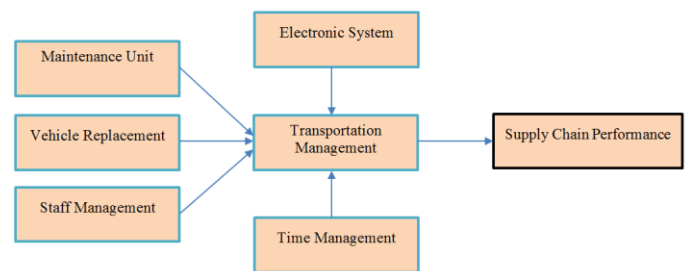 Electronic System
Maintenance Unit
Vehicle Replacement
Transportation
Management
Supply Chain Performance
Staff Management
Time Management